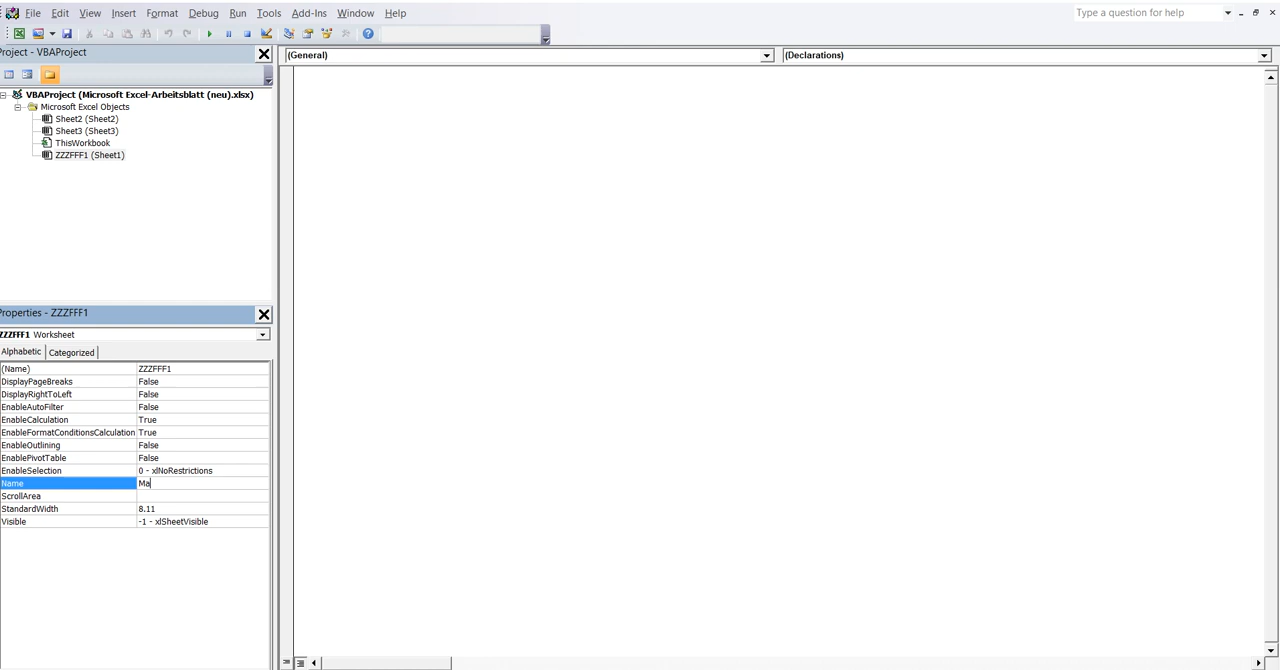 File Edit View Insert Format Debug Run Tools Add-Ins Window Help Type a question for help
Project - VBAProject
(General) (Declarations)
VBAProject (Microsoft Excel-Arbeitsblatt (neu).xlsx)
Microsoft Excel Objects
Sheet2 (Sheet2)
Sheet3 (Sheet3)
ThisWorkbook
ZZZFFF1 (Sheet1)
Properties - ZZZFFF1
ZZZFFF1 Worksheet
Alphabetic Categorized
(Name) ZZZFFF1
DisplayPageBreaks False
DisplayRightToLeft False
EnableAutoFilter False
EnableCalculation True
EnableFormatConditionsCalculation True
EnableOutlining False
EnablePivotTable False
EnableSelection 0 - xlNoRestrictions
Name Ma
ScrollArea
StandardWidth 8.11
Visible -1 - xlSheetVisible